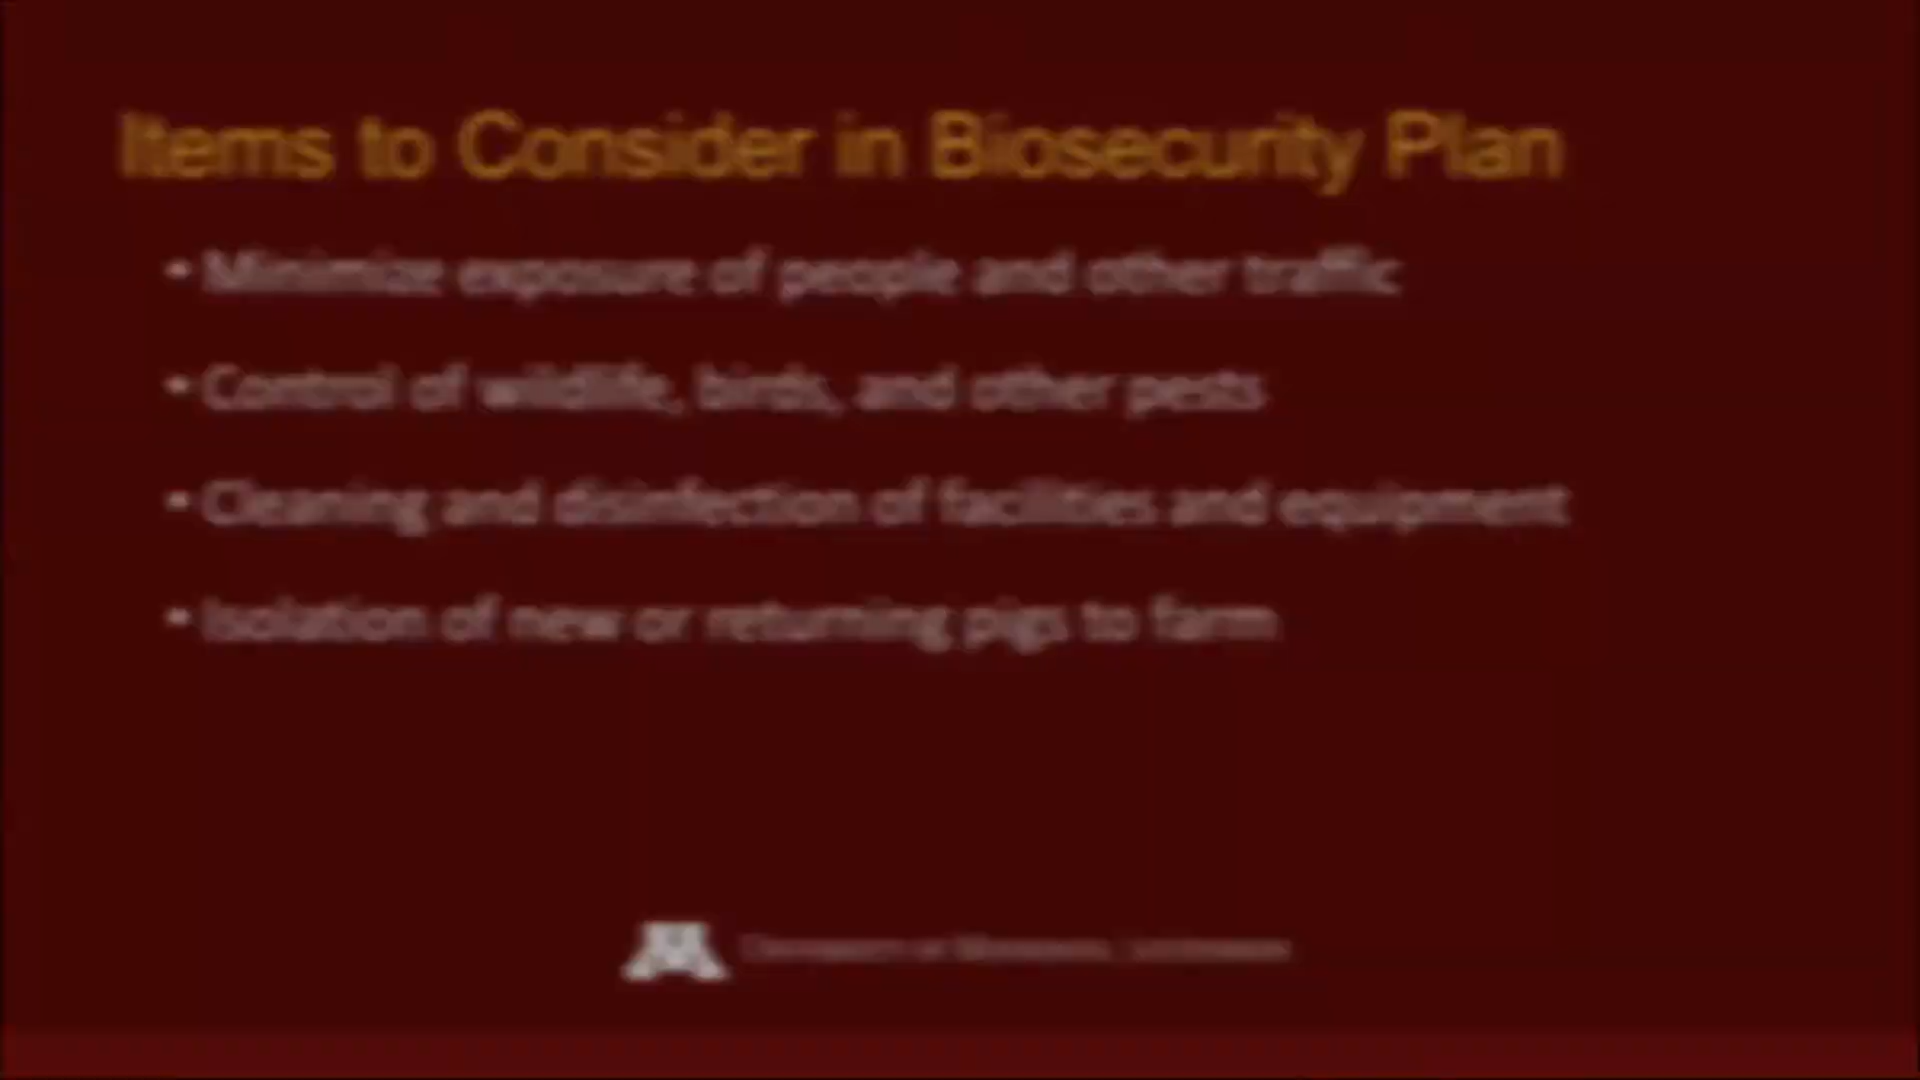 Items to Consider in Biosecurity Plan
• Minimize exposure of people and other traffic
• Control of wildlife, birds, and other pests
• Cleaning and disinfection of facilities and equipment
• Isolation of new or returning pigs to farm